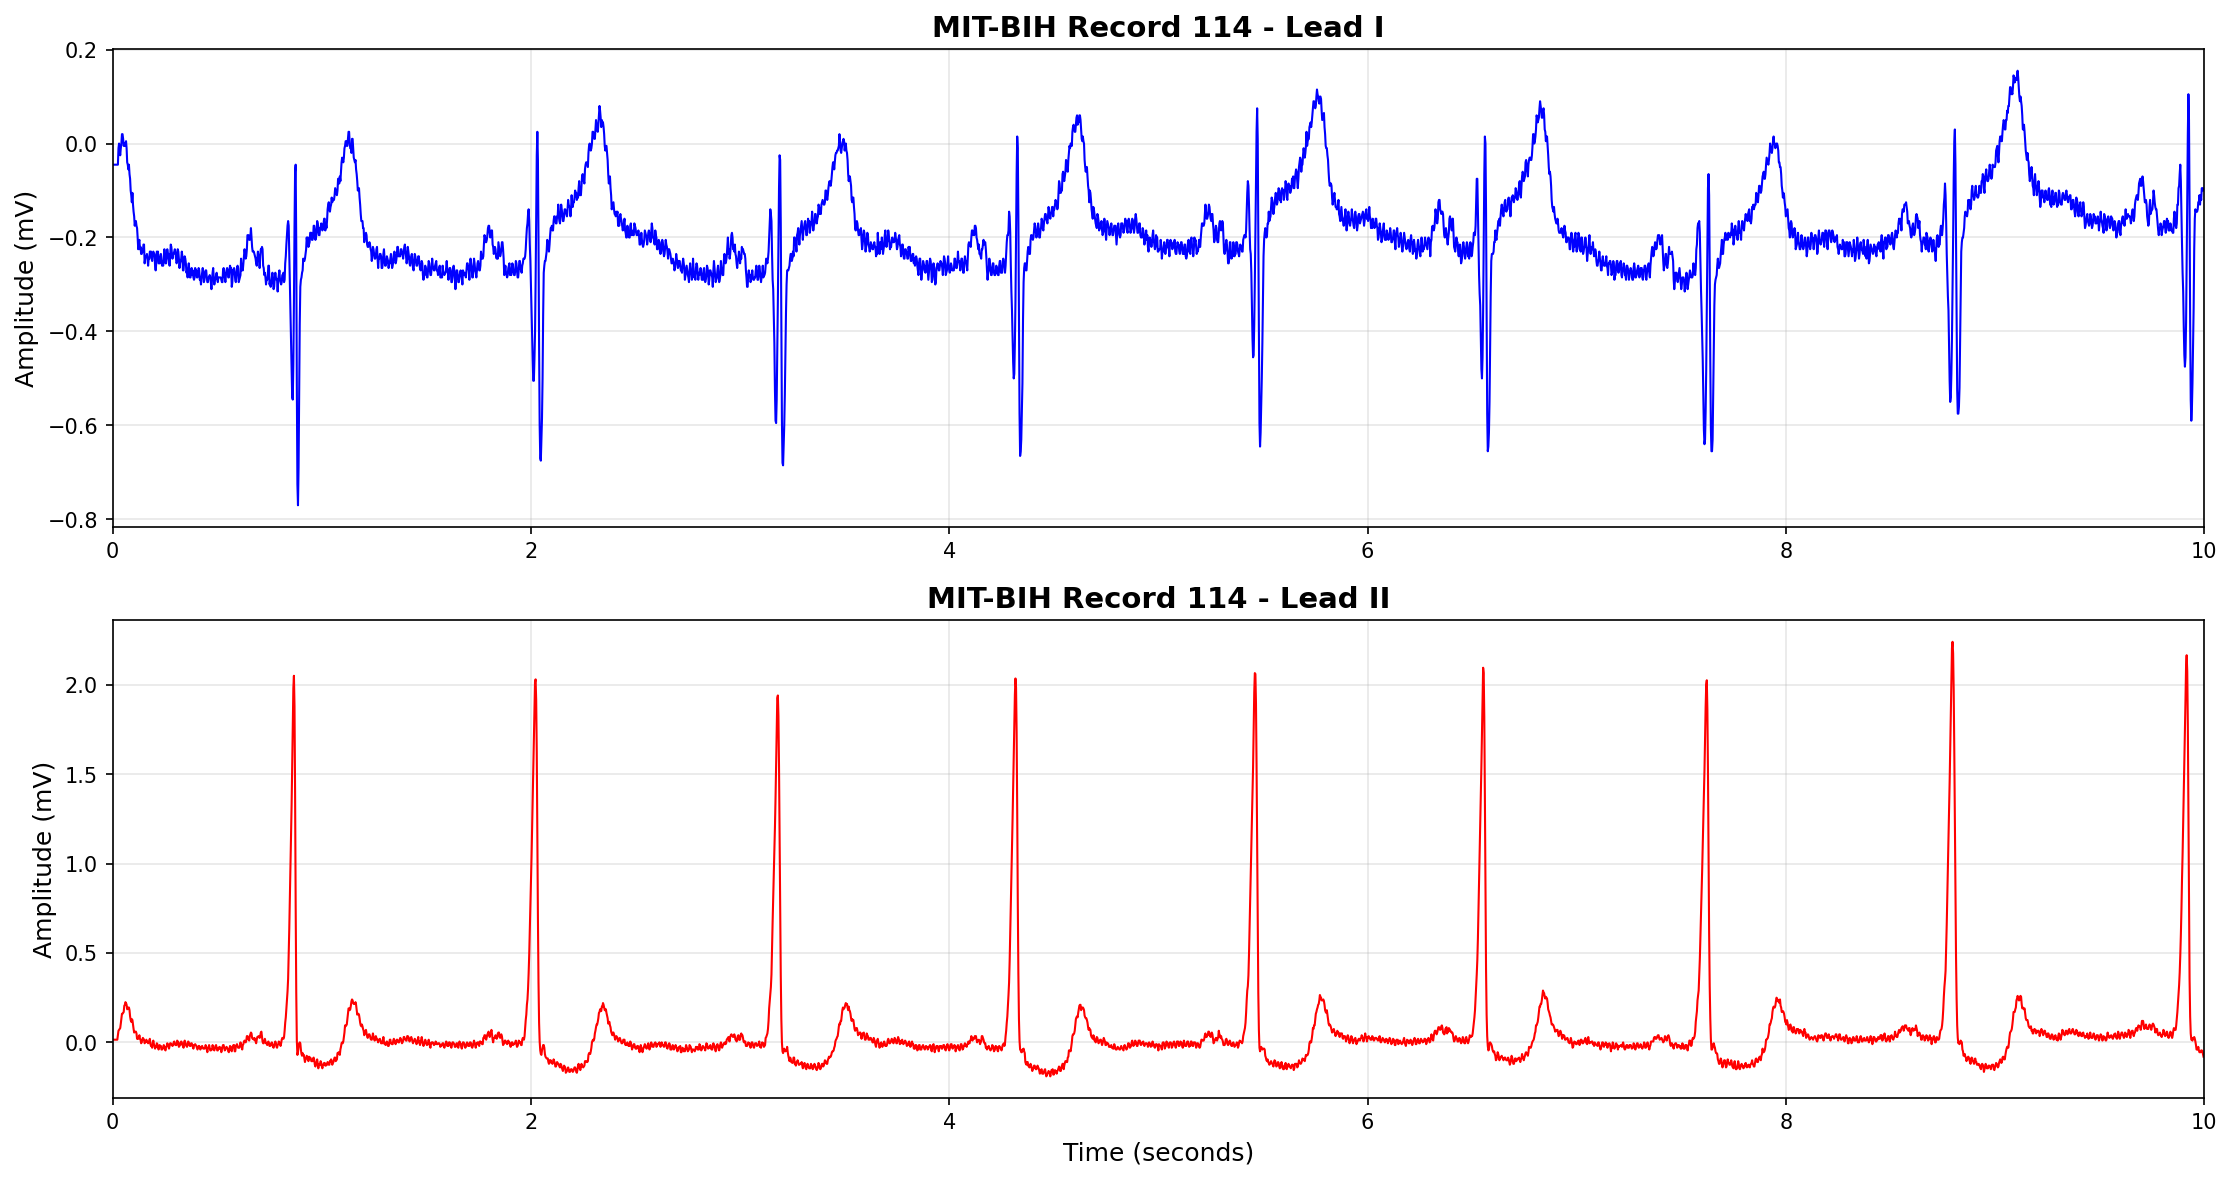 MIT-BIH Record 114 - Lead I
Amplitude (mV)
0.2
0.0
−0.2
−0.4
−0.6
−0.8
0 2 4 6 8 10
MIT-BIH Record 114 - Lead II
Amplitude (mV)
2.0
1.5
1.0
0.5
0.0
0 2 4 6 8 10
Time (seconds)